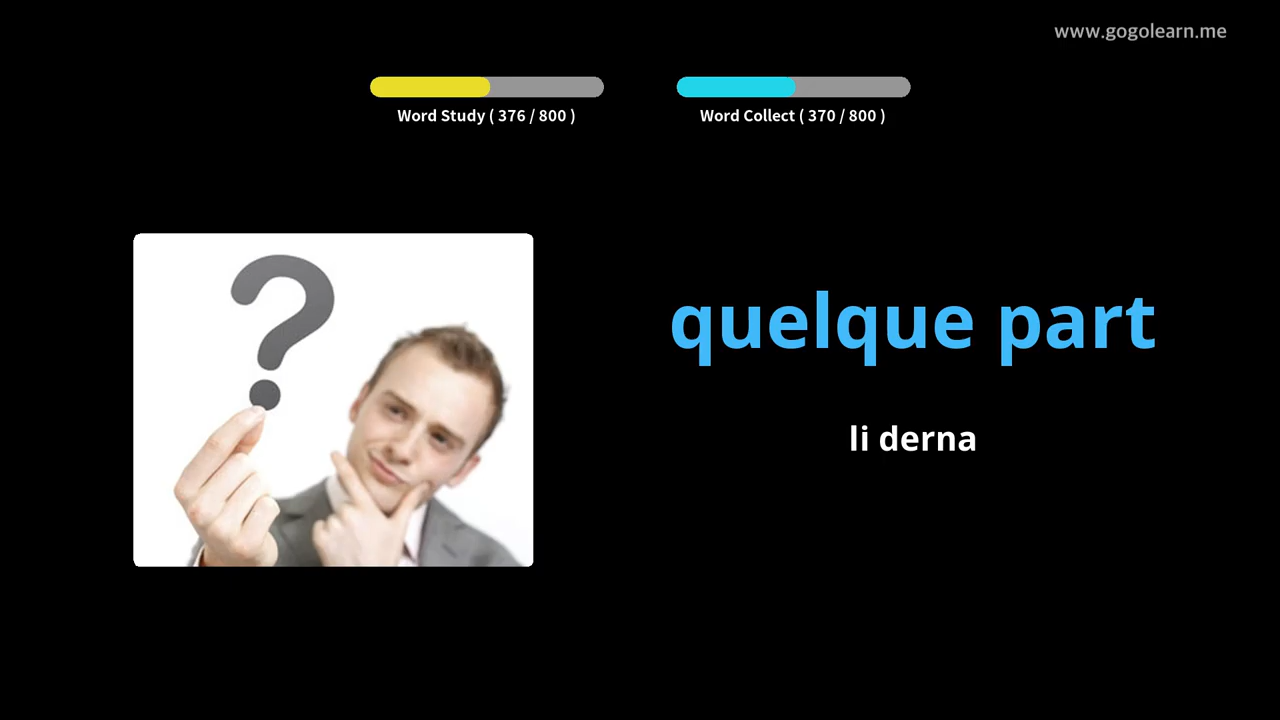 www.gogolearn.me
Word Study ( 376 / 800 )
Word Collect ( 370 / 800 )
quelque part
li derna